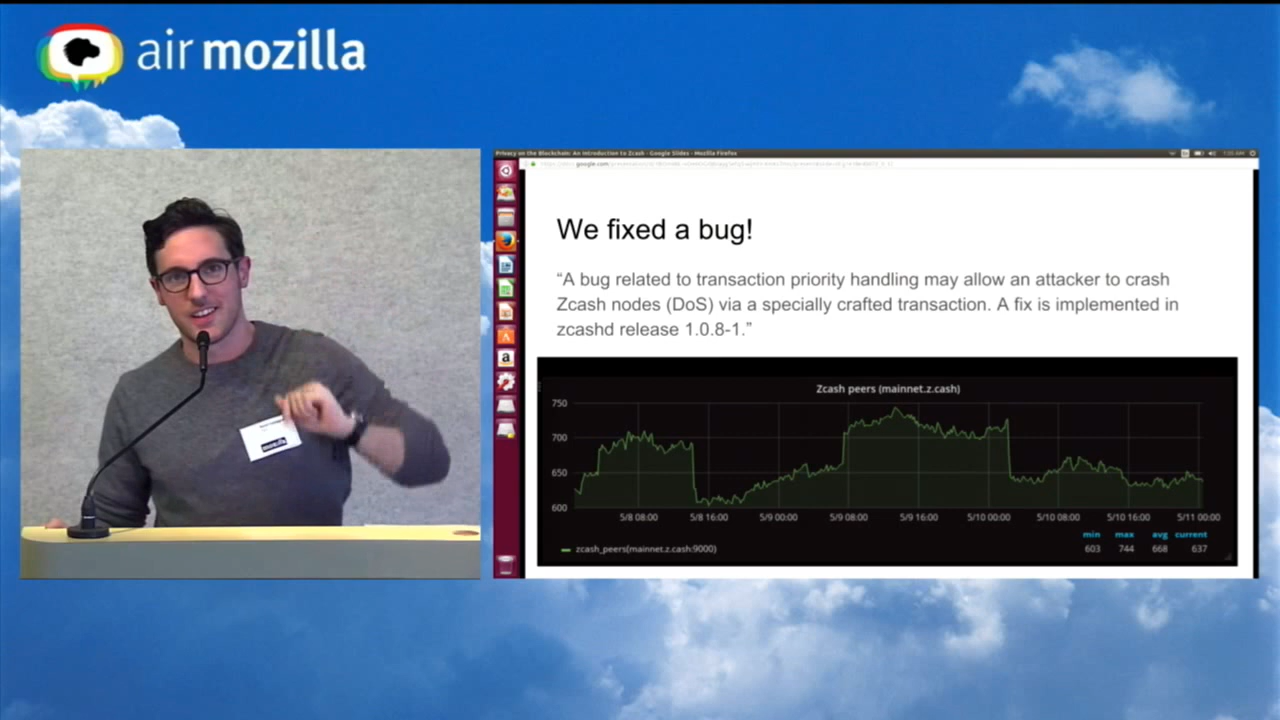 air mozilla
Privacy on the Blockchain: An Introduction to Zcash - Google Slides - Mozilla Firefox
We fixed a bug!
“A bug related to transaction priority handling may allow an attacker to crash
Zcash nodes (DoS) via a specially crafted transaction. A fix is implemented in
zcashd release 1.0.8-1.”
Zcash peers (mainnet.z.cash)
750
700
650
600
5/8 08:00 5/8 16:00 5/9 00:00 5/9 08:00 5/9 16:00 5/10 00:00 5/10 08:00 5/10 16:00 5/11 00:00
min max avg current
zcash_peers(mainnet.z.cash:9000) 603 744 668 637
mozilla